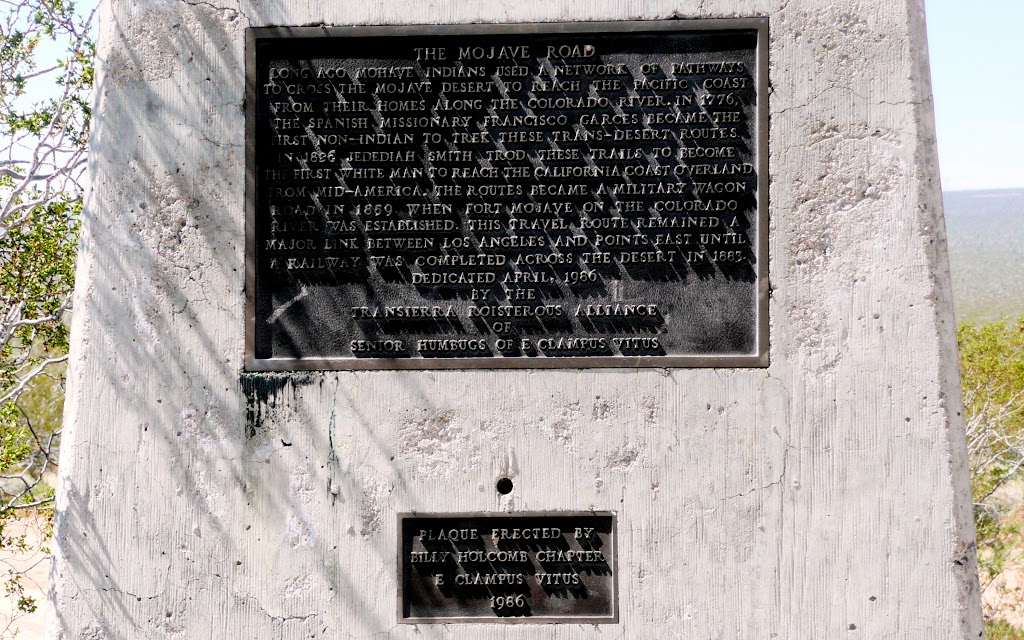 THE MOJAVE ROAD
LONG AGO MOHAVE INDIANS USED A NETWORK OF PATHWAYS
TO CROSS THE MOJAVE DESERT TO REACH THE PACIFIC COAST
FROM THEIR HOMES ALONG THE COLORADO RIVER. IN 1776,
THE SPANISH MISSIONARY FRANCISCO GARCES BECAME THE
FIRST NON-INDIAN TO TREK THESE TRANS-DESERT ROUTES.
IN 1826 JEDEDIAH SMITH TROD THESE TRAILS TO BECOME
THE FIRST WHITE MAN TO REACH THE CALIFORNIA COAST OVERLAND
FROM MID-AMERICA. THE ROUTES BECAME A MILITARY WAGON
ROAD IN 1859 WHEN FORT MOJAVE ON THE COLORADO
RIVER WAS ESTABLISHED. THIS TRAVEL ROUTE REMAINED A
MAJOR LINK BETWEEN LOS ANGELES AND POINTS EAST UNTIL
A RAILWAY WAS COMPLETED ACROSS THE DESERT IN 1883.
DEDICATED APRIL, 1986
BY THE
TRANSIERRA ROISTEROUS ALLIANCE
OF
SENIOR HUMBUGS OF E CLAMPUS VITUS
PLAQUE ERECTED BY
BILLY HOLCOMB CHAPTER
E CLAMPUS VITUS
1986